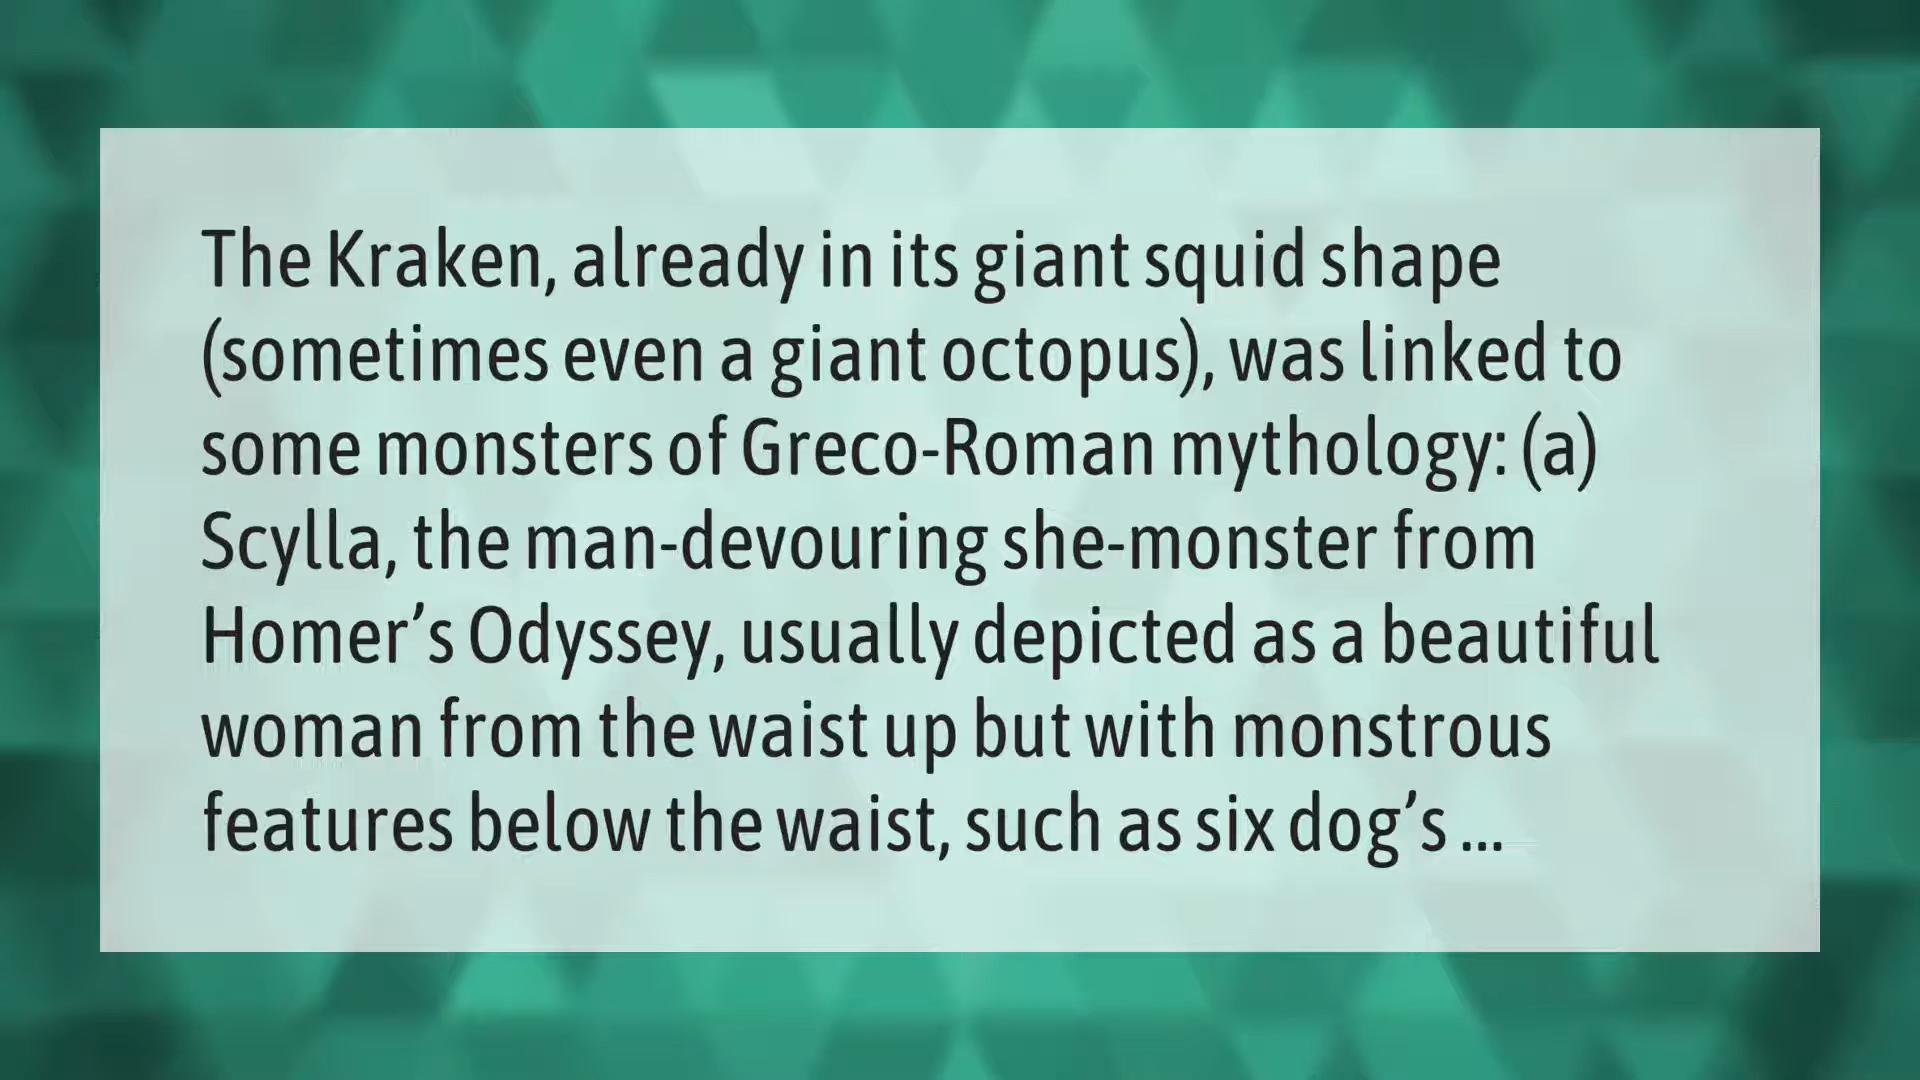 The Kraken, already in its giant squid shape
(sometimes even a giant octopus), was linked to
some monsters of Greco-Roman mythology: (a)
Scylla, the man-devouring she-monster from
Homer’s Odyssey, usually depicted as a beautiful
woman from the waist up but with monstrous
features below the waist, such as six dog’s ...